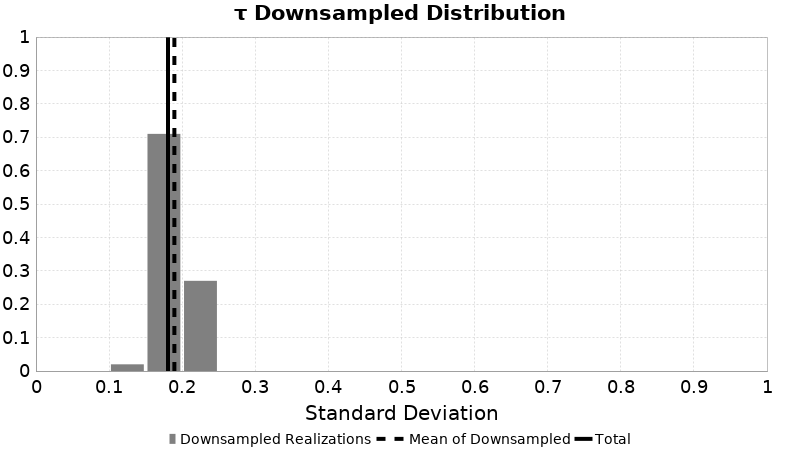 τ Downsampled Distribution
1
0.9
0.8
0.7
0.6
0.5
0.4
0.3
0.2
0.1
0
0 0.1 0.2 0.3 0.4 0.5 0.6 0.7 0.8 0.9 1
Standard Deviation
Downsampled Realizations Mean of Downsampled Total